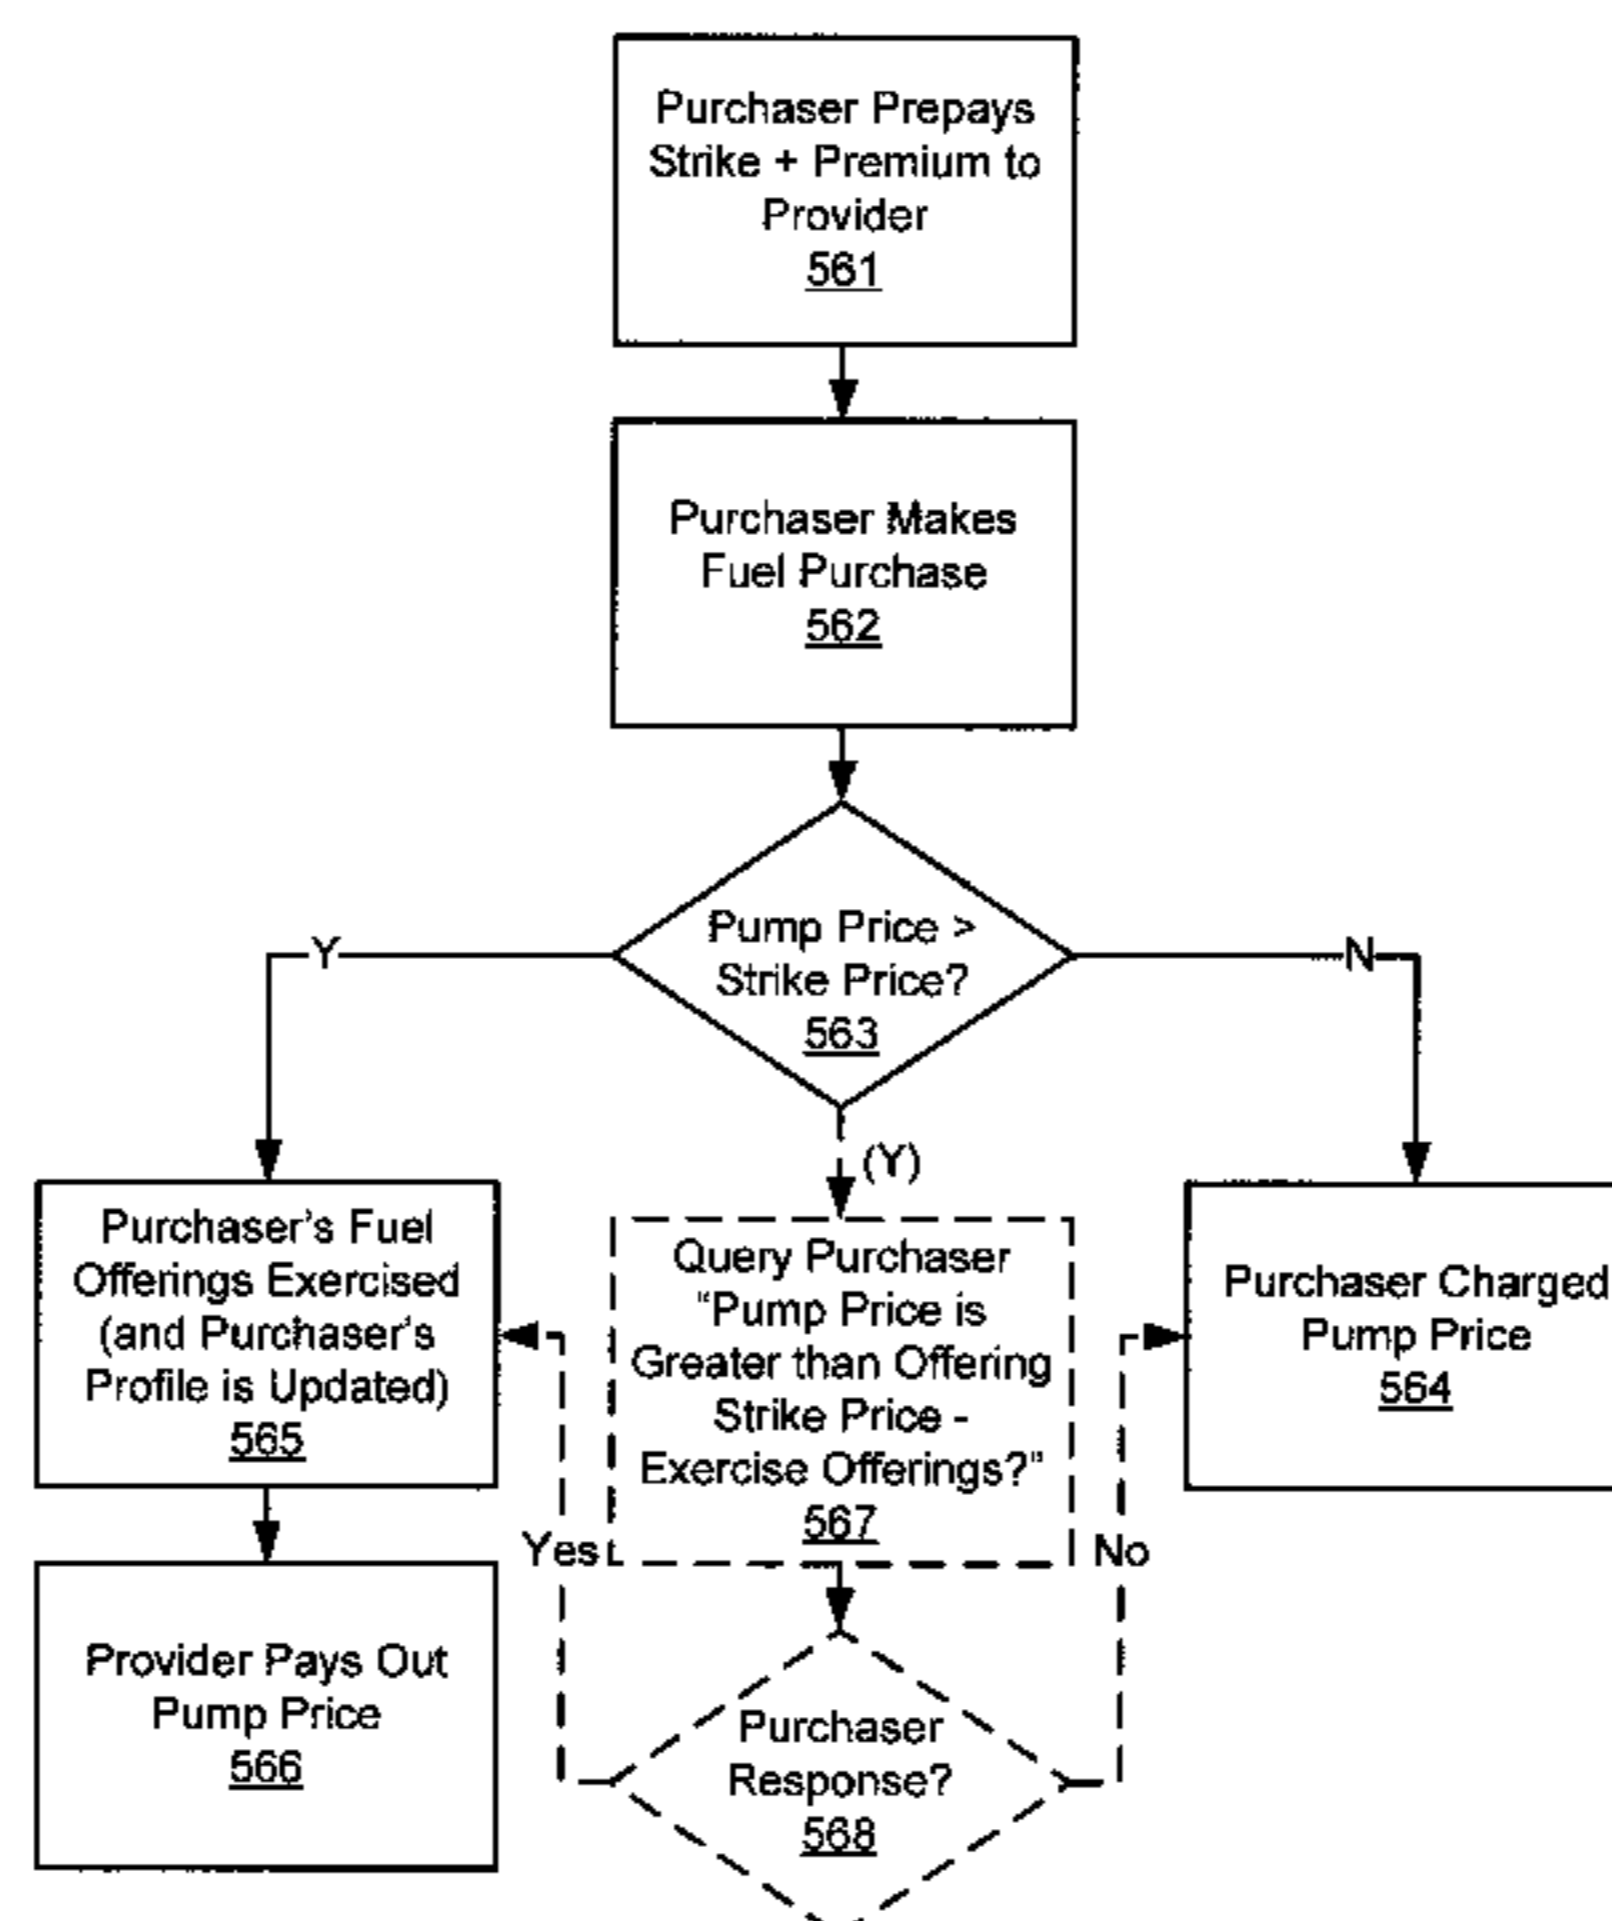 Purchaser Prepays
Strike + Premium to
Provider
561
Purchaser Makes
Fuel Purchase
562
Pump Price >
Strike Price?
563
Y
N
(Y)
Purchaser's Fuel
Offerings Exercised
(and Purchaser's
Profile is Updated)
565
Query Purchaser
"Pump Price is
Greater than Offering
Strike Price -
Exercise Offerings?"
567
Purchaser Charged
Pump Price
564
Yes
No
Provider Pays Out
Pump Price
566
Purchaser
Response?
568